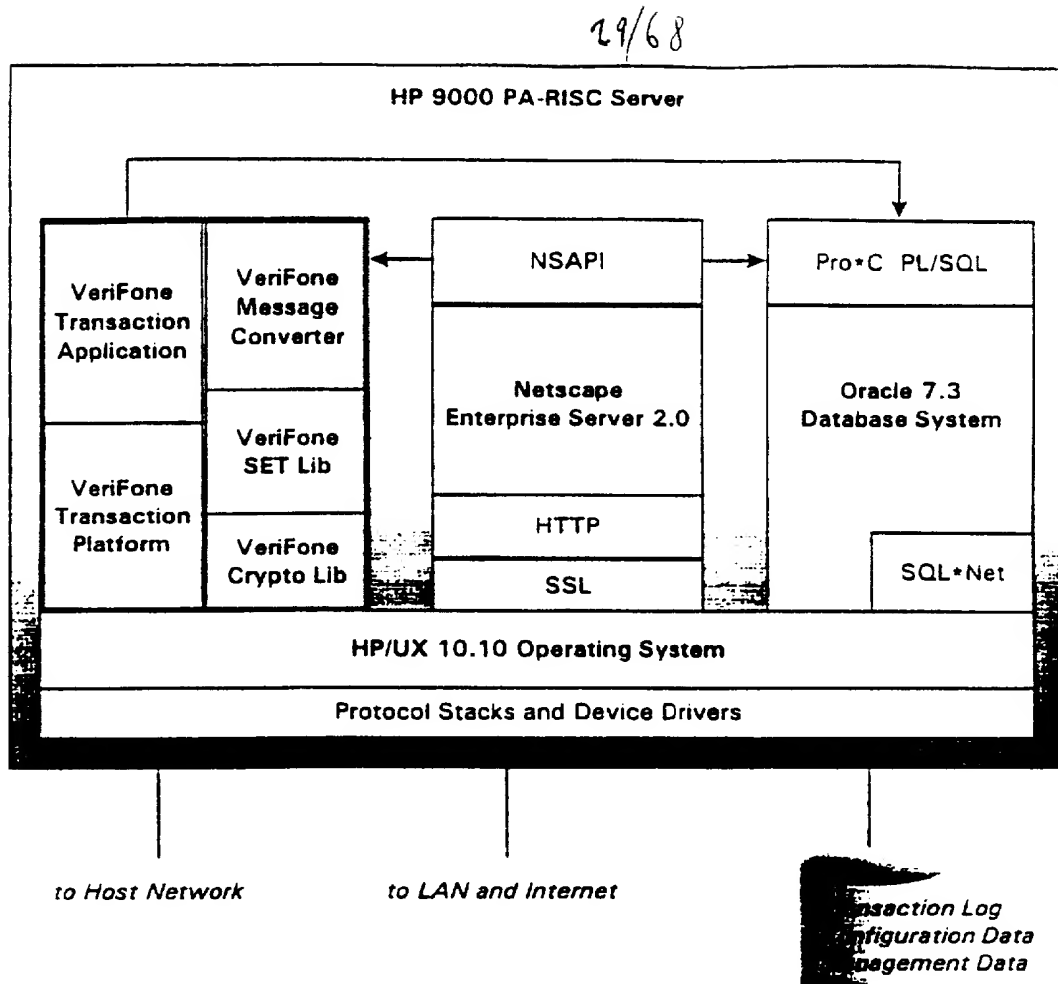 29/68
HP 9000 PA-RISC Server
VeriFone
Transaction
Application
VeriFone
Transaction
Platform
VeriFone
Message
Converter
VeriFone
SET Lib
VeriFone
Crypto Lib
NSAPI
Netscape
Enterprise Server 2.0
HTTP
SSL
Pro*C PL/SQL
Oracle 7.3
Database System
SQL*Net
HP/UX 10.10 Operating System
Protocol Stacks and Device Drivers
to Host Network
to LAN and Internet
Log
Data
Data